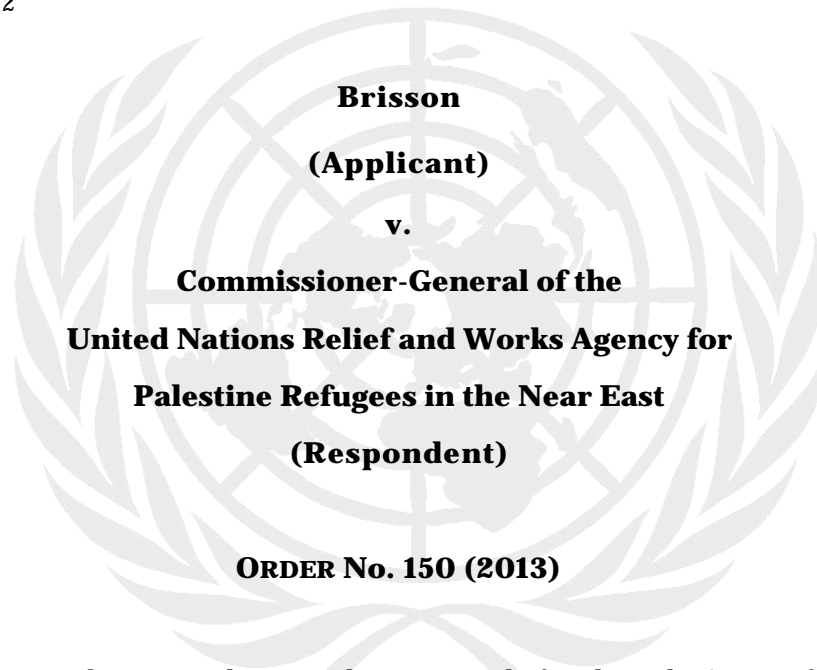 2
Brisson
(Applicant)
v.
Commissioner-General of the
United Nations Relief and Works Agency for
Palestine Refugees in the Near East
(Respondent)
ORDER No. 150 (2013)